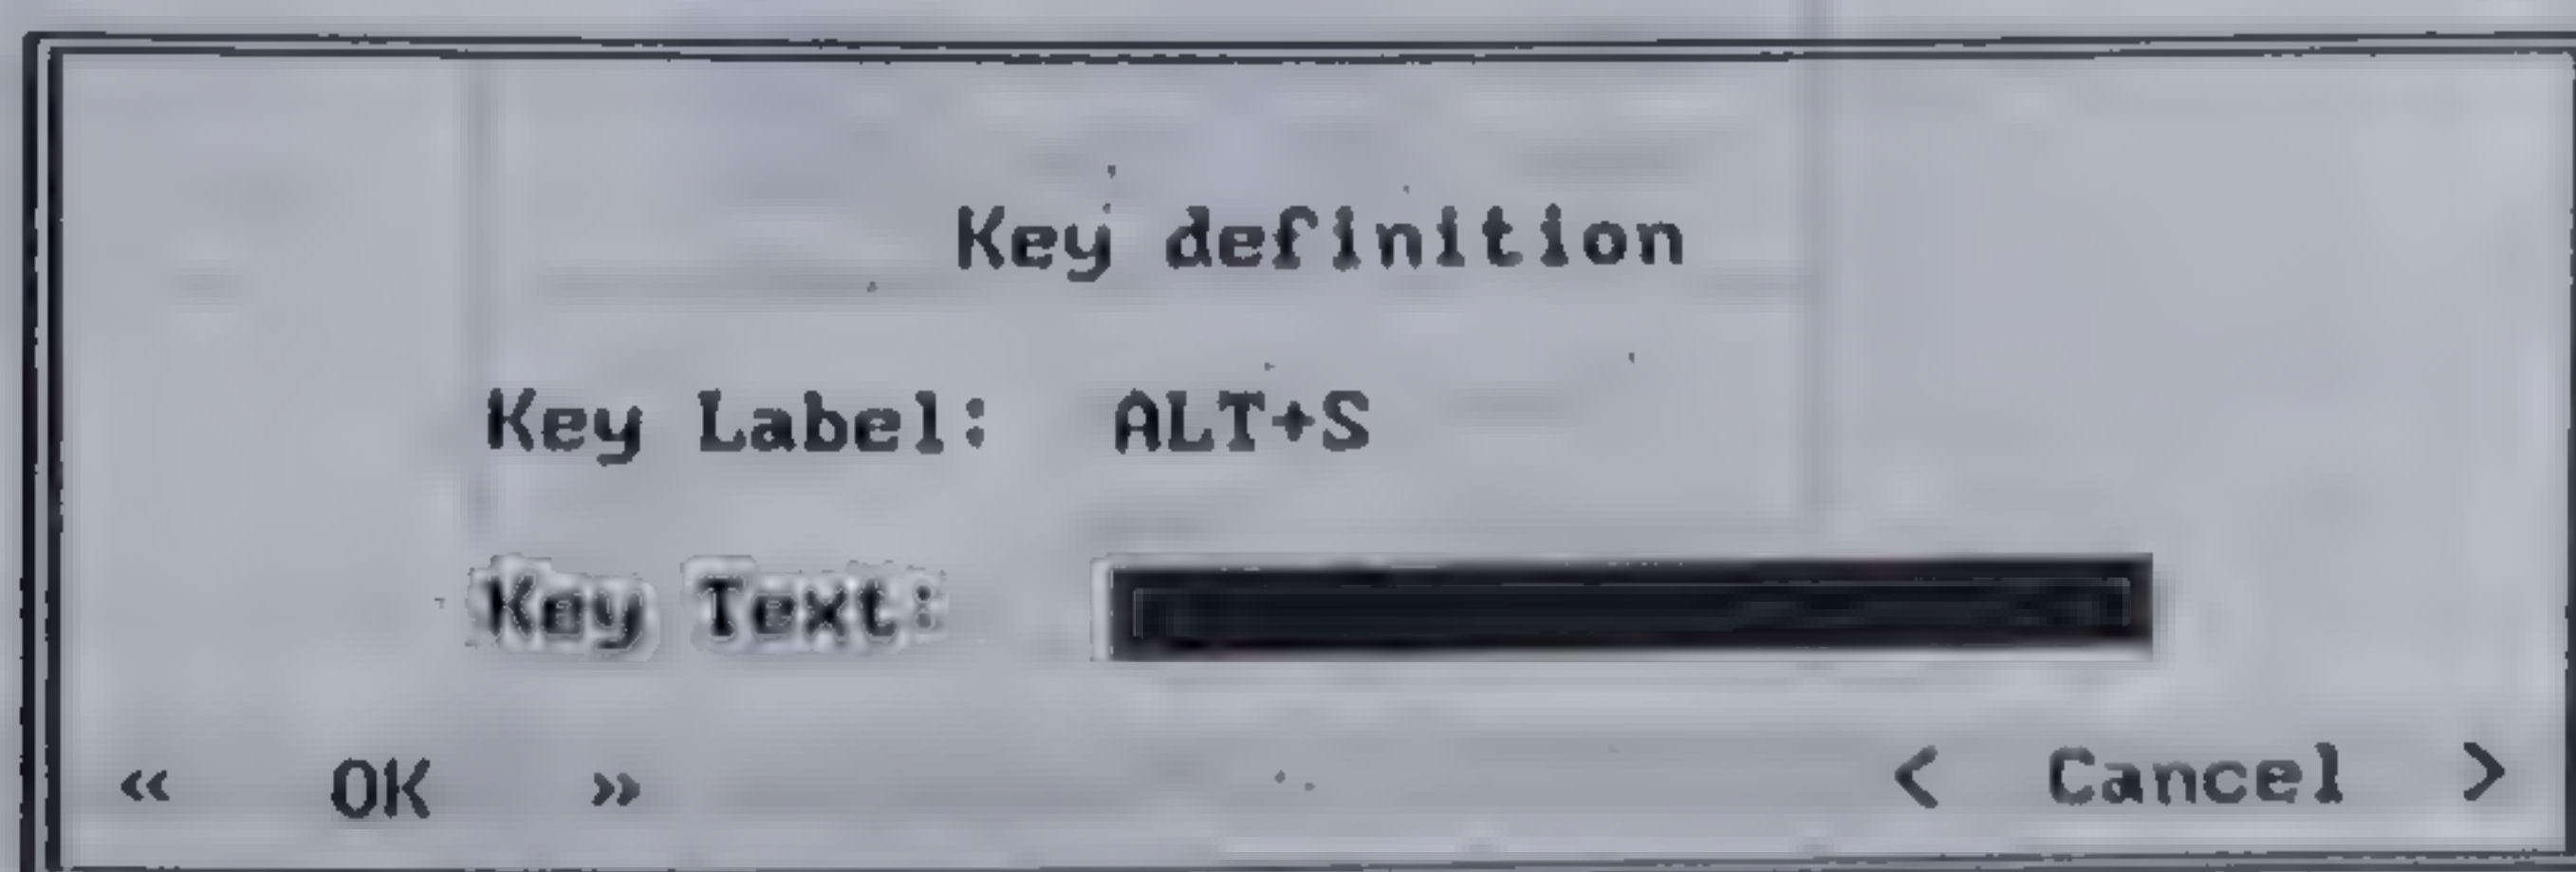 Key definition
Key Label: ALT+S
Key Text:
« OK » < Cancel >